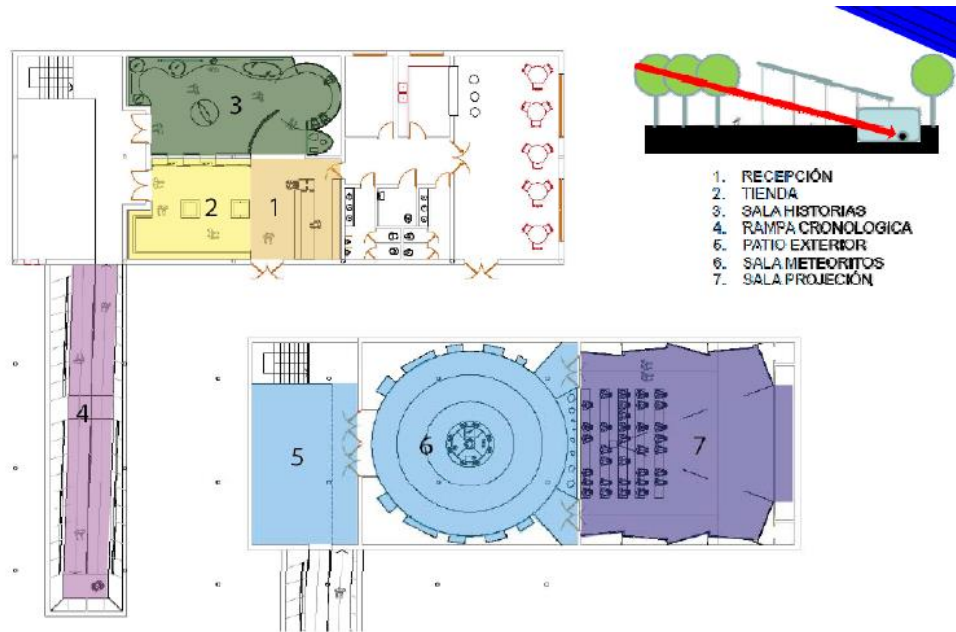 3
2
1
4
5
6
7
1. RECEPCIÓN
2. TIENDA
3. SALA HISTORIAS
4. RAMPA CRONOLOGICA
5. PATIO EXTERIOR
6. SALA METEORITOS
7. SALA PROJECIÓN